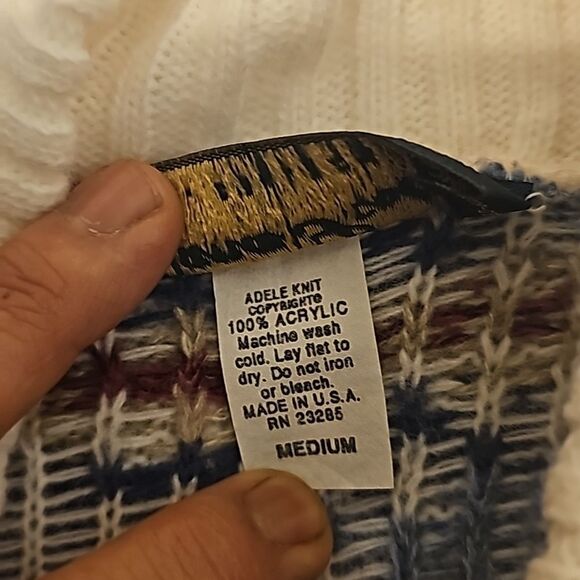 ADELE KNIT
COPYRIGHT©
100% ACRYLIC
Machine wash
cold. Lay flat to
dry. Do not iron
or bleach.
MADE IN U.S.A.
RN 23285
MEDIUM